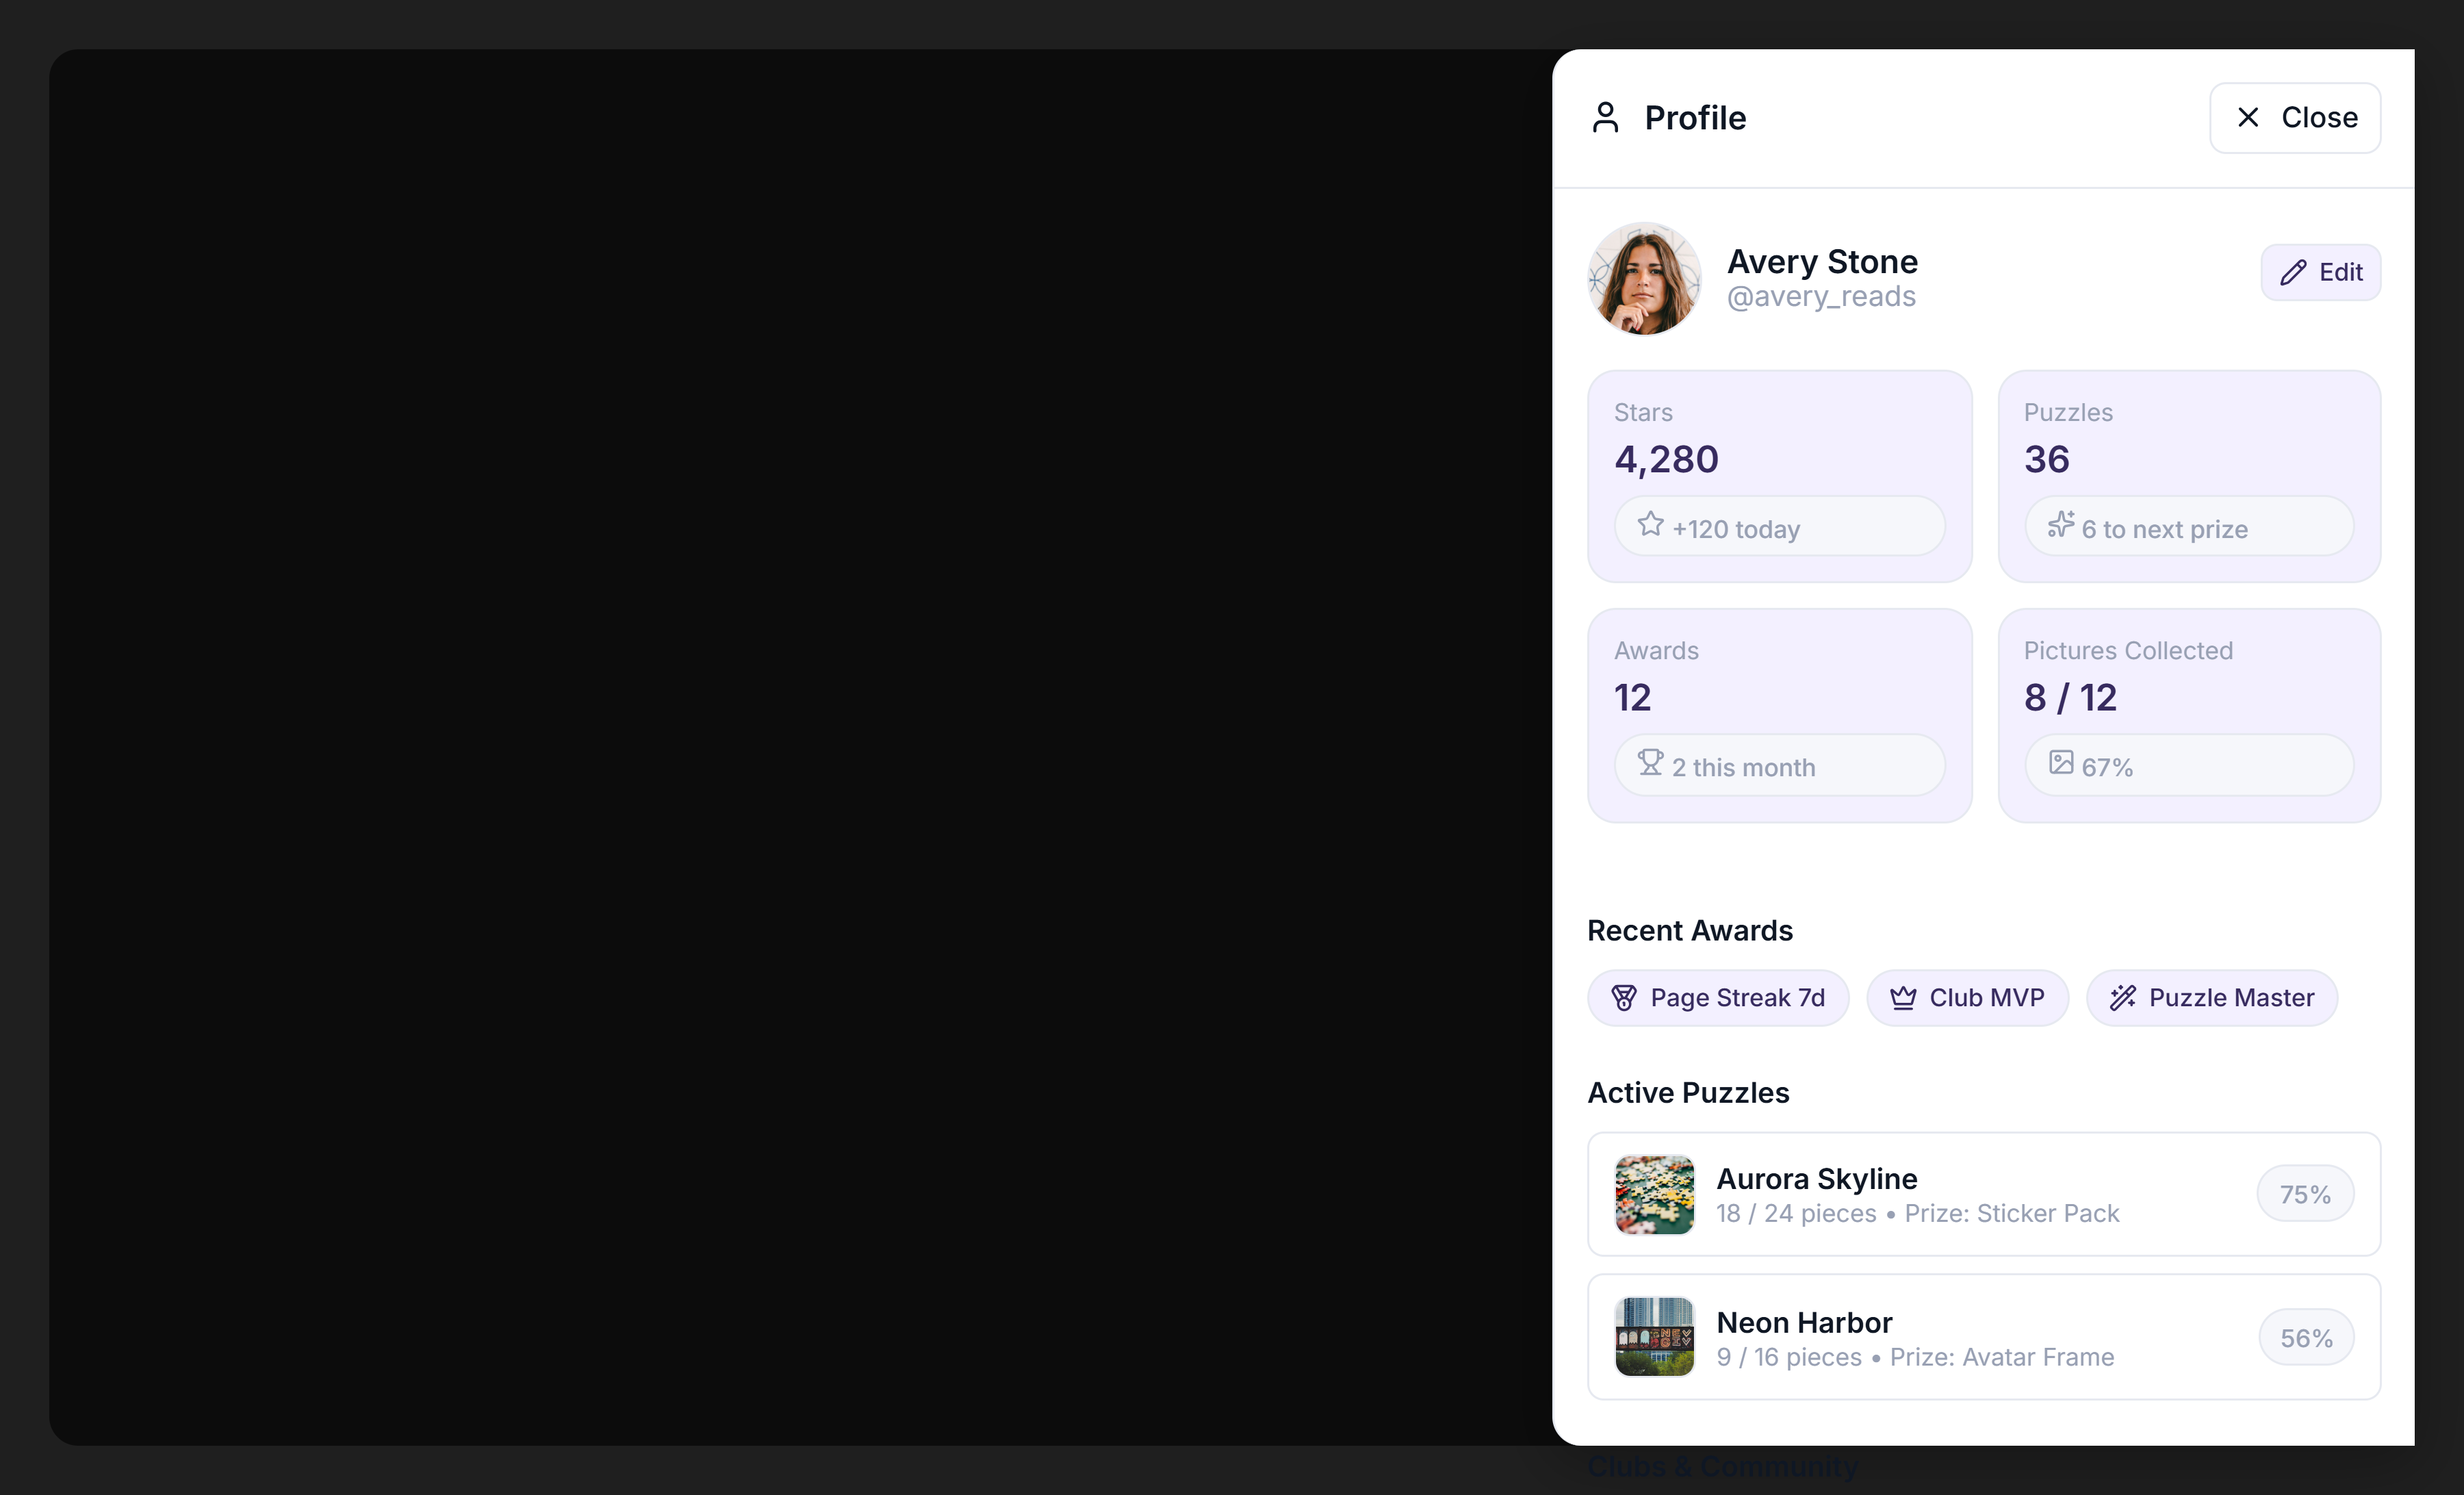 Profile
Close
Avery Stone
@avery_reads
Edit
Stars
4,280
+120 today
Puzzles
36
6 to next prize
Awards
12
2 this month
Pictures Collected
8 / 12
67%
Recent Awards
Page Streak 7d
Club MVP
Puzzle Master
Active Puzzles
Aurora Skyline
18 / 24 pieces • Prize: Sticker Pack
75%
Neon Harbor
9 / 16 pieces • Prize: Avatar Frame
56%
Clubs & Community